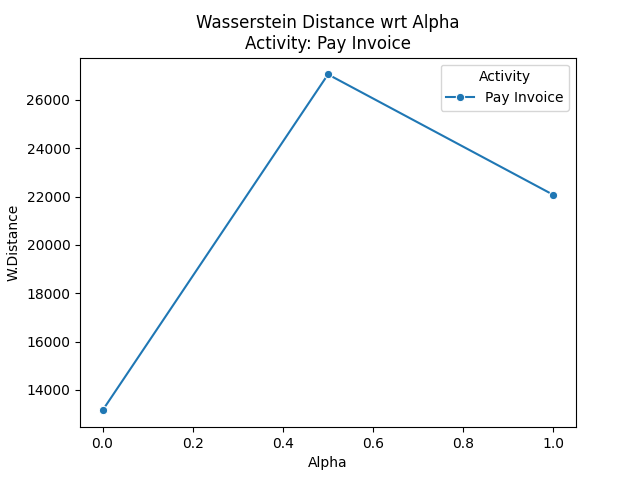 Wasserstein Distance wrt Alpha
Activity: Pay Invoice
Activity
Pay Invoice
W.Distance
26000
24000
22000
20000
18000
16000
14000
0.0 0.2 0.4 0.6 0.8 1.0
Alpha